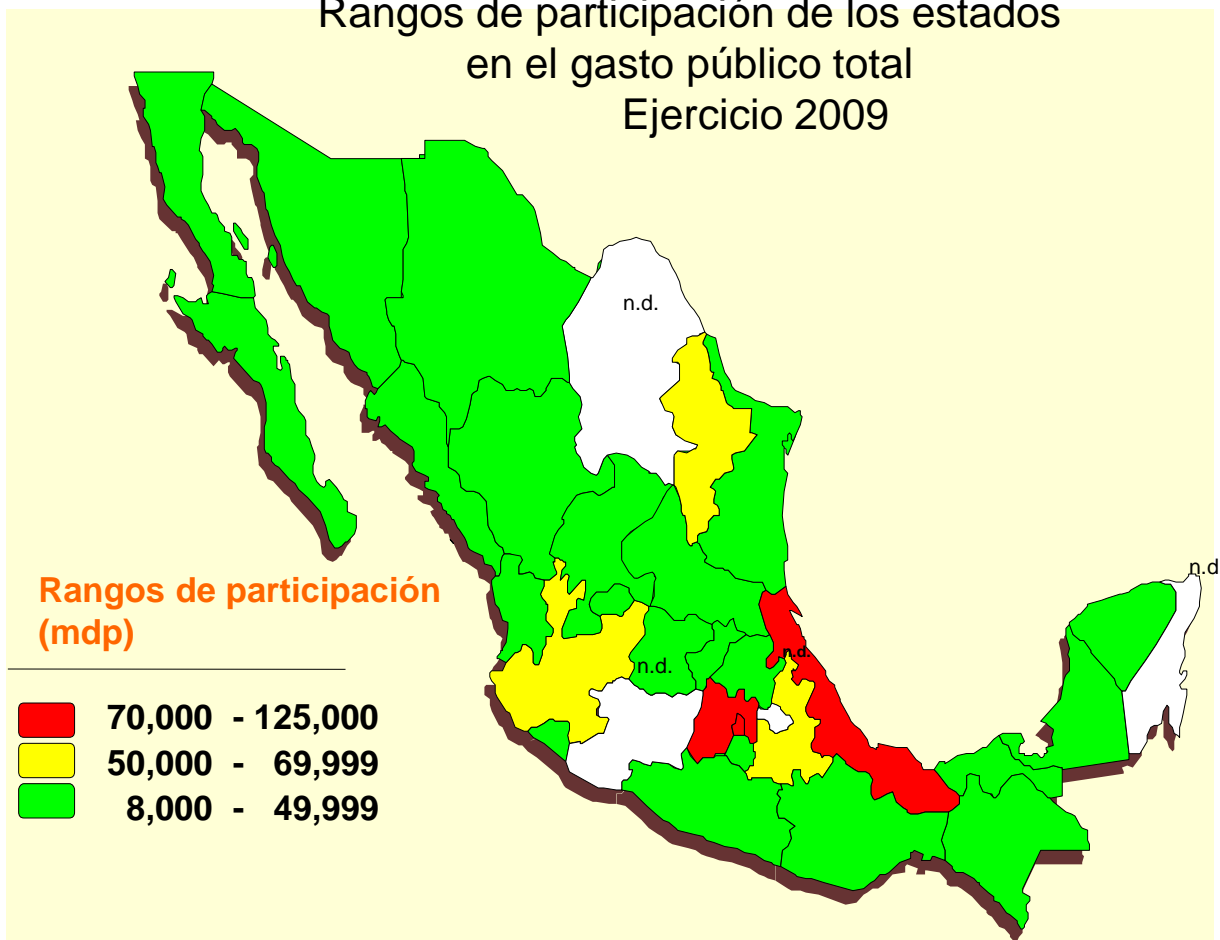 Rangos de participación de los estados
en el gasto público total
Ejercicio 2009
n.d.
n.d
n.d.
n.d.
Rangos de participación
(mdp)
70,000 - 125,000
50,000 - 69,999
8,000 - 49,999